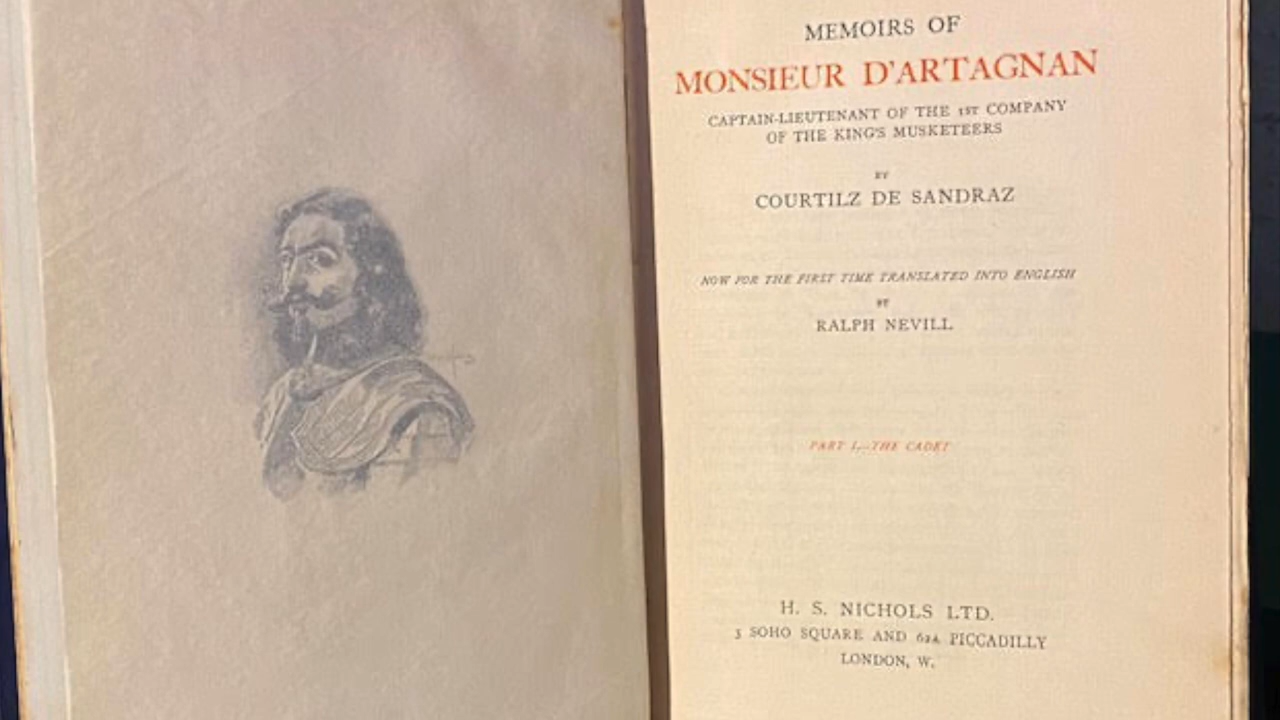 MEMOIRS OF
MONSIEUR D'ARTAGNAN
CAPTAIN-LIEUTENANT OF THE 1ST COMPANY
OF THE KING'S MUSKETEERS
BY
COURTILZ DE SANDRAZ
NOW FOR THE FIRST TIME TRANSLATED INTO ENGLISH
BY
RALPH NEVILL
PART I.—THE CADET
H. S. NICHOLS LTD.
3 SOHO SQUARE AND 62A PICCADILLY
LONDON, W.